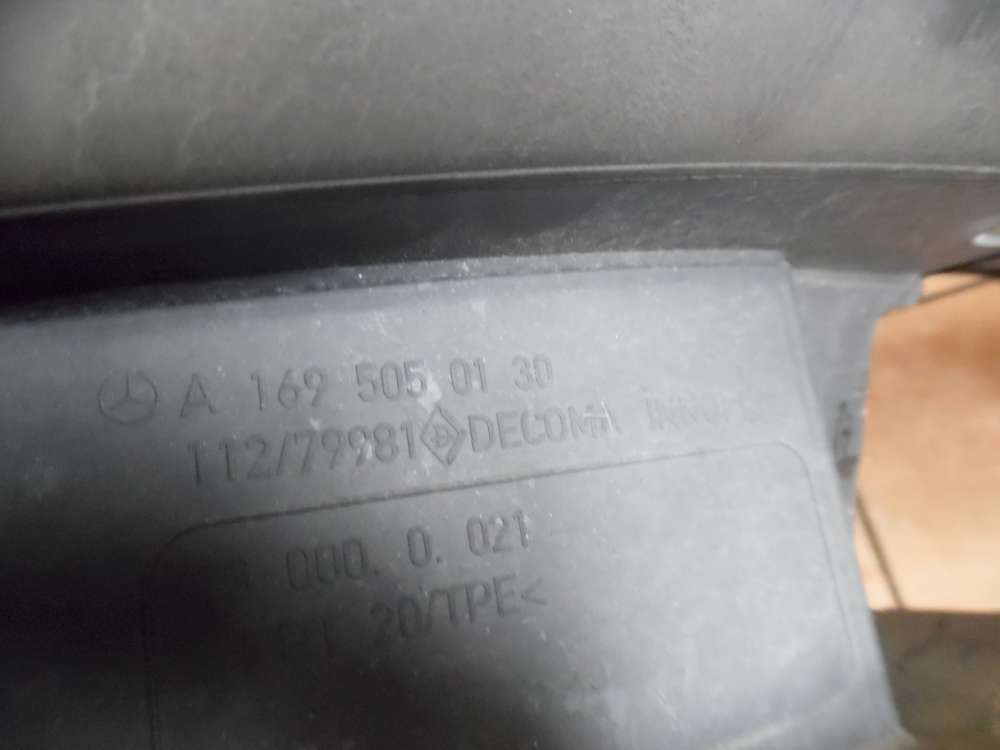 A 169 505 01 30
112/79981 DECOMA
000. 0. 021
20/TPE<